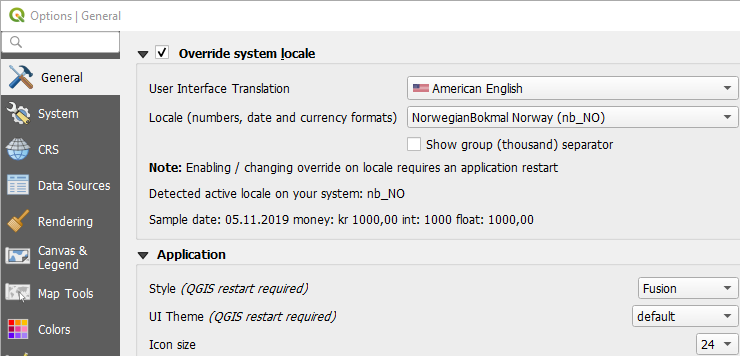 Options | General
Override system locale
General
User Interface Translation American English
System
Locale (numbers, date and currency formats) NorwegianBokmal Norway (nb_NO)
CRS
Show group (thousand) separator
Note: Enabling / changing override on locale requires an application restart
Data Sources
Detected active locale on your system: nb_NO
Rendering
Sample date: 05.11.2019 money: kr 1000,00 int: 1000 float: 1000,00
Canvas &
Legend
Application
Map Tools
Style (QGIS restart required) Fusion
UI Theme (QGIS restart required) default
Colors
Icon size 24